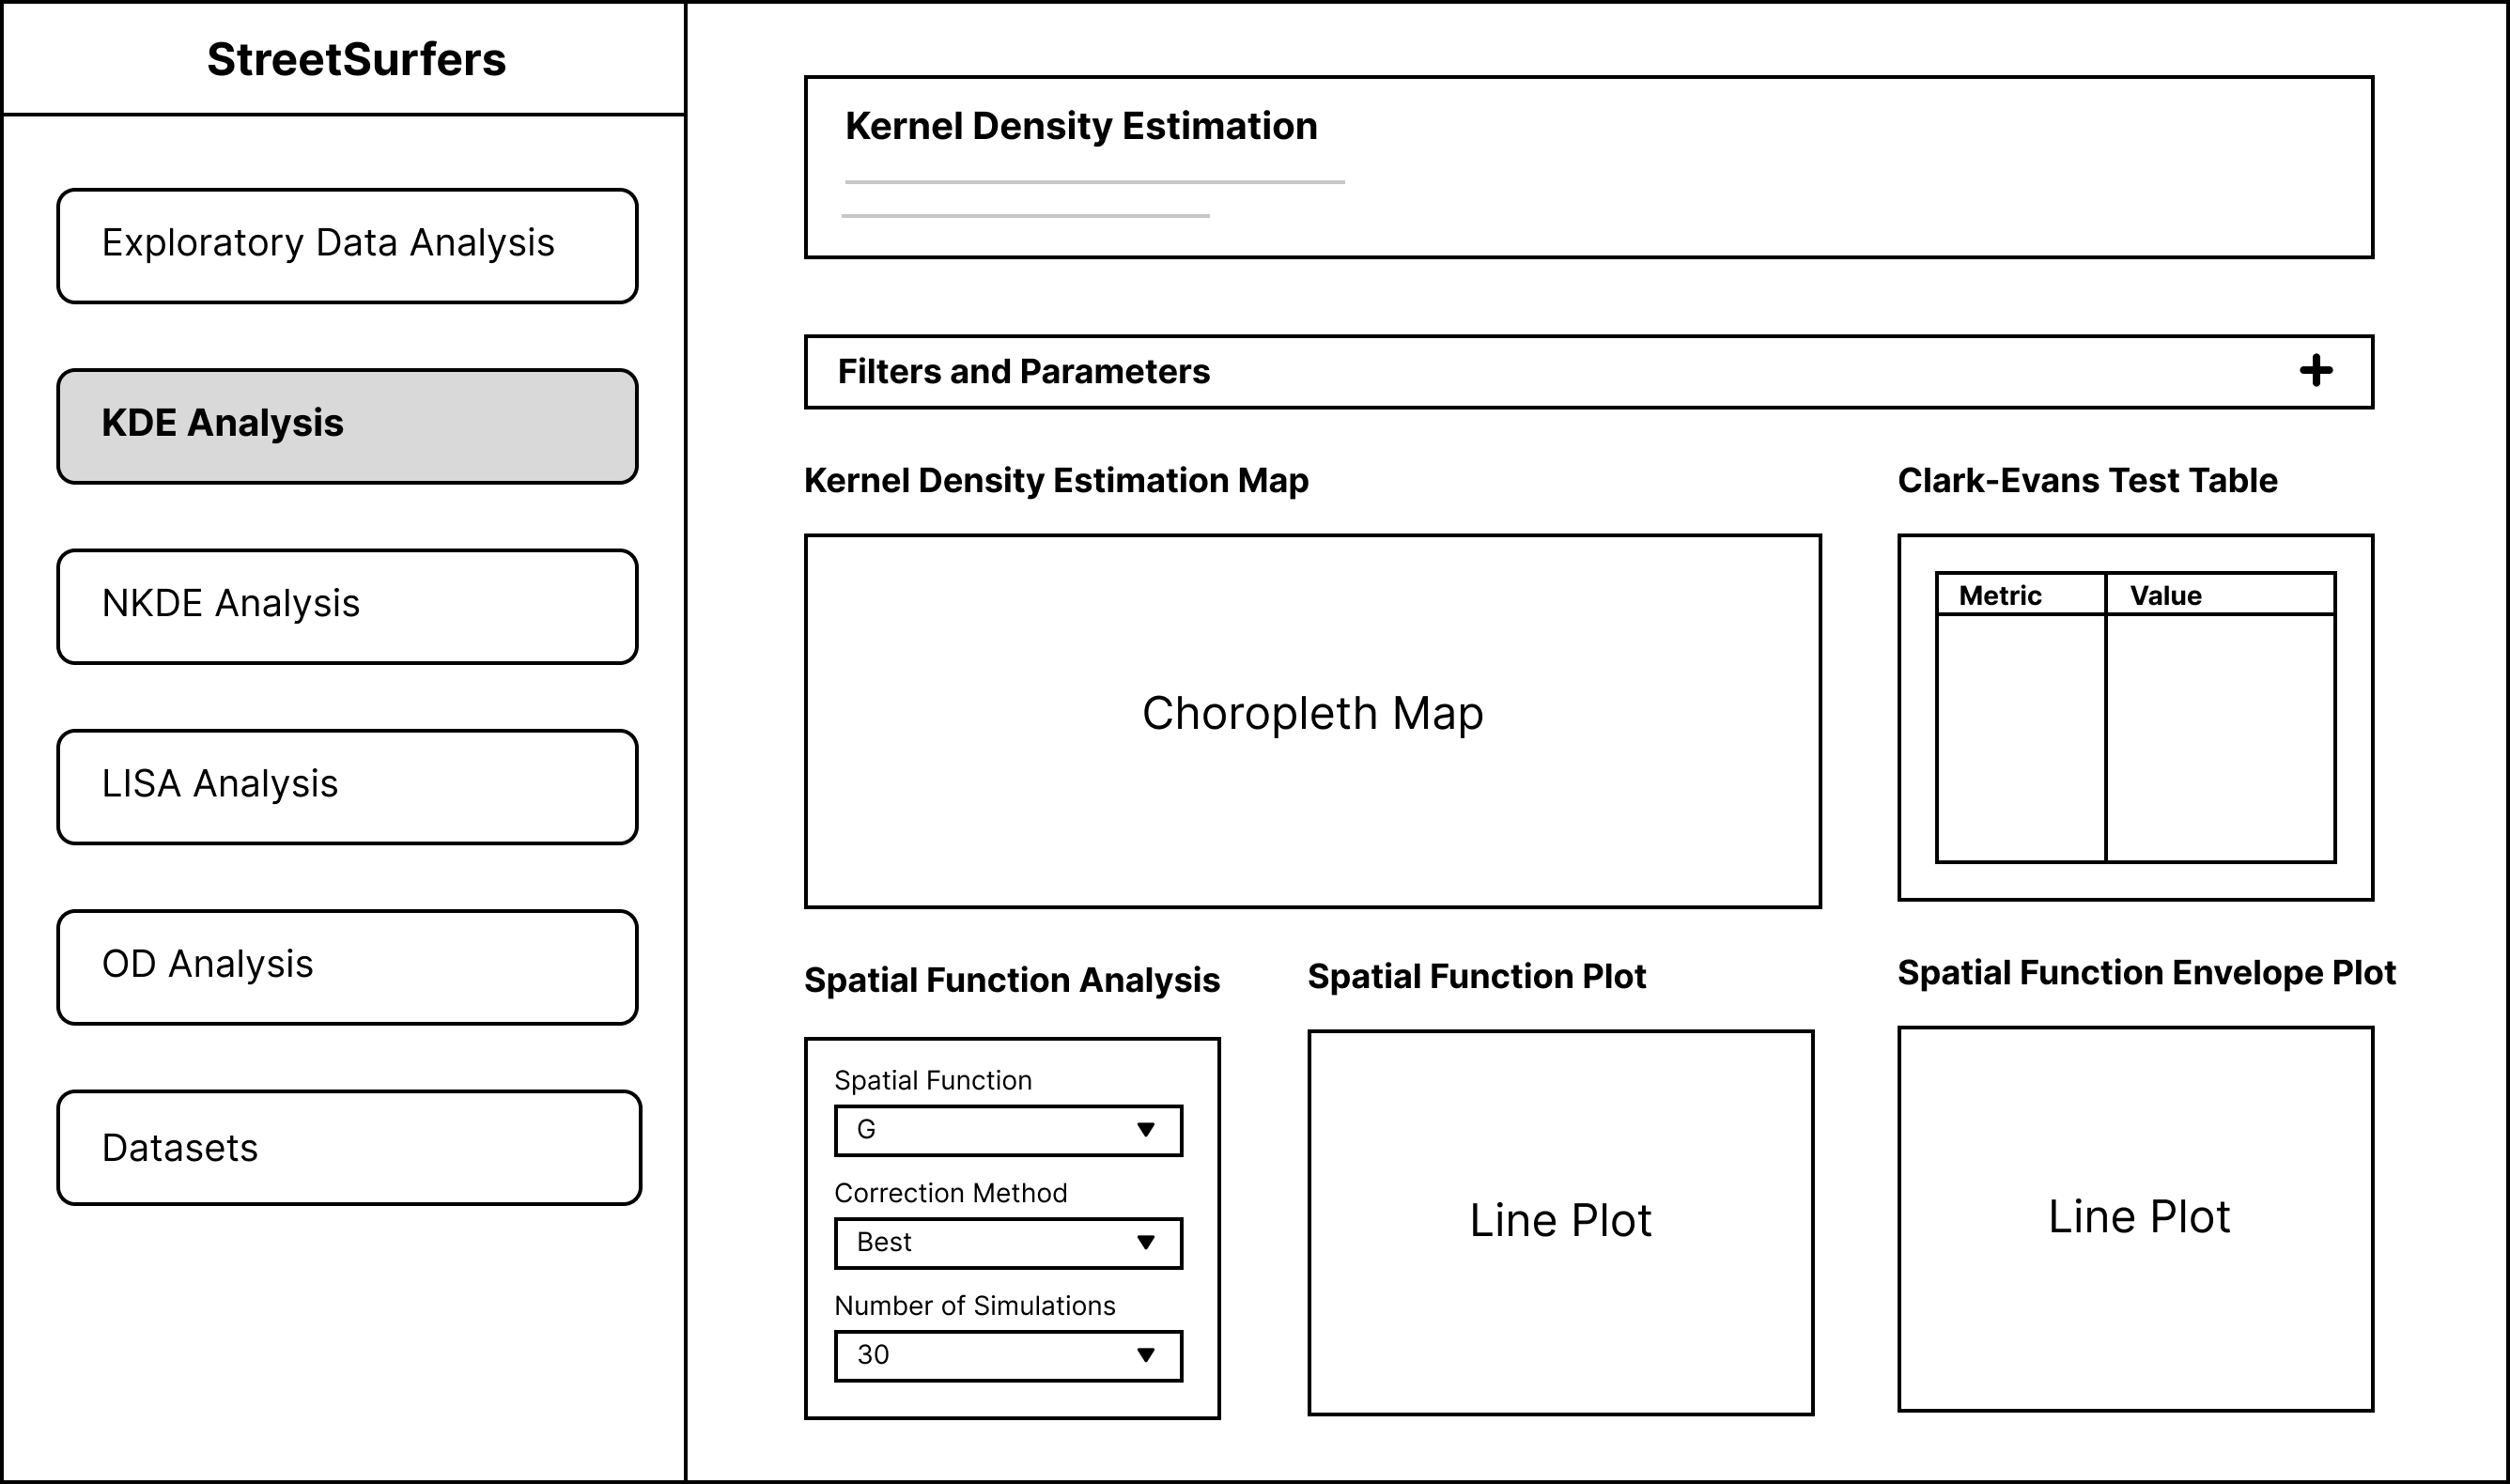 StreetSurfers
Exploratory Data Analysis
KDE Analysis
NKDE Analysis
LISA Analysis
OD Analysis
Datasets
Kernel Density Estimation
Filters and Parameters
Kernel Density Estimation Map
Choropleth Map
Clark-Evans Test Table
Metric
Value
Spatial Function Analysis
Spatial Function
G
Correction Method
Best
Number of Simulations
30
Spatial Function Plot
Line Plot
Spatial Function Envelope Plot
Line Plot